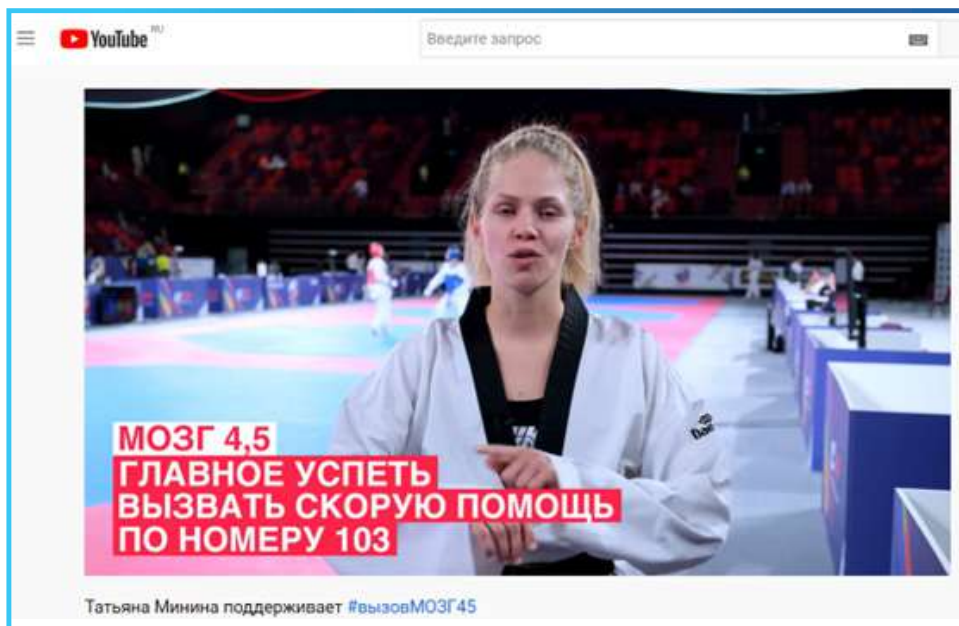 YouTube RU
Введите запрос
МОЗГ 4,5
ГЛАВНОЕ УСПЕТЬ
ВЫЗВАТЬ СКОРУЮ ПОМОЩЬ
ПО НОМЕРУ 103
Татьяна Минина поддерживает #вызовМОЗГ45